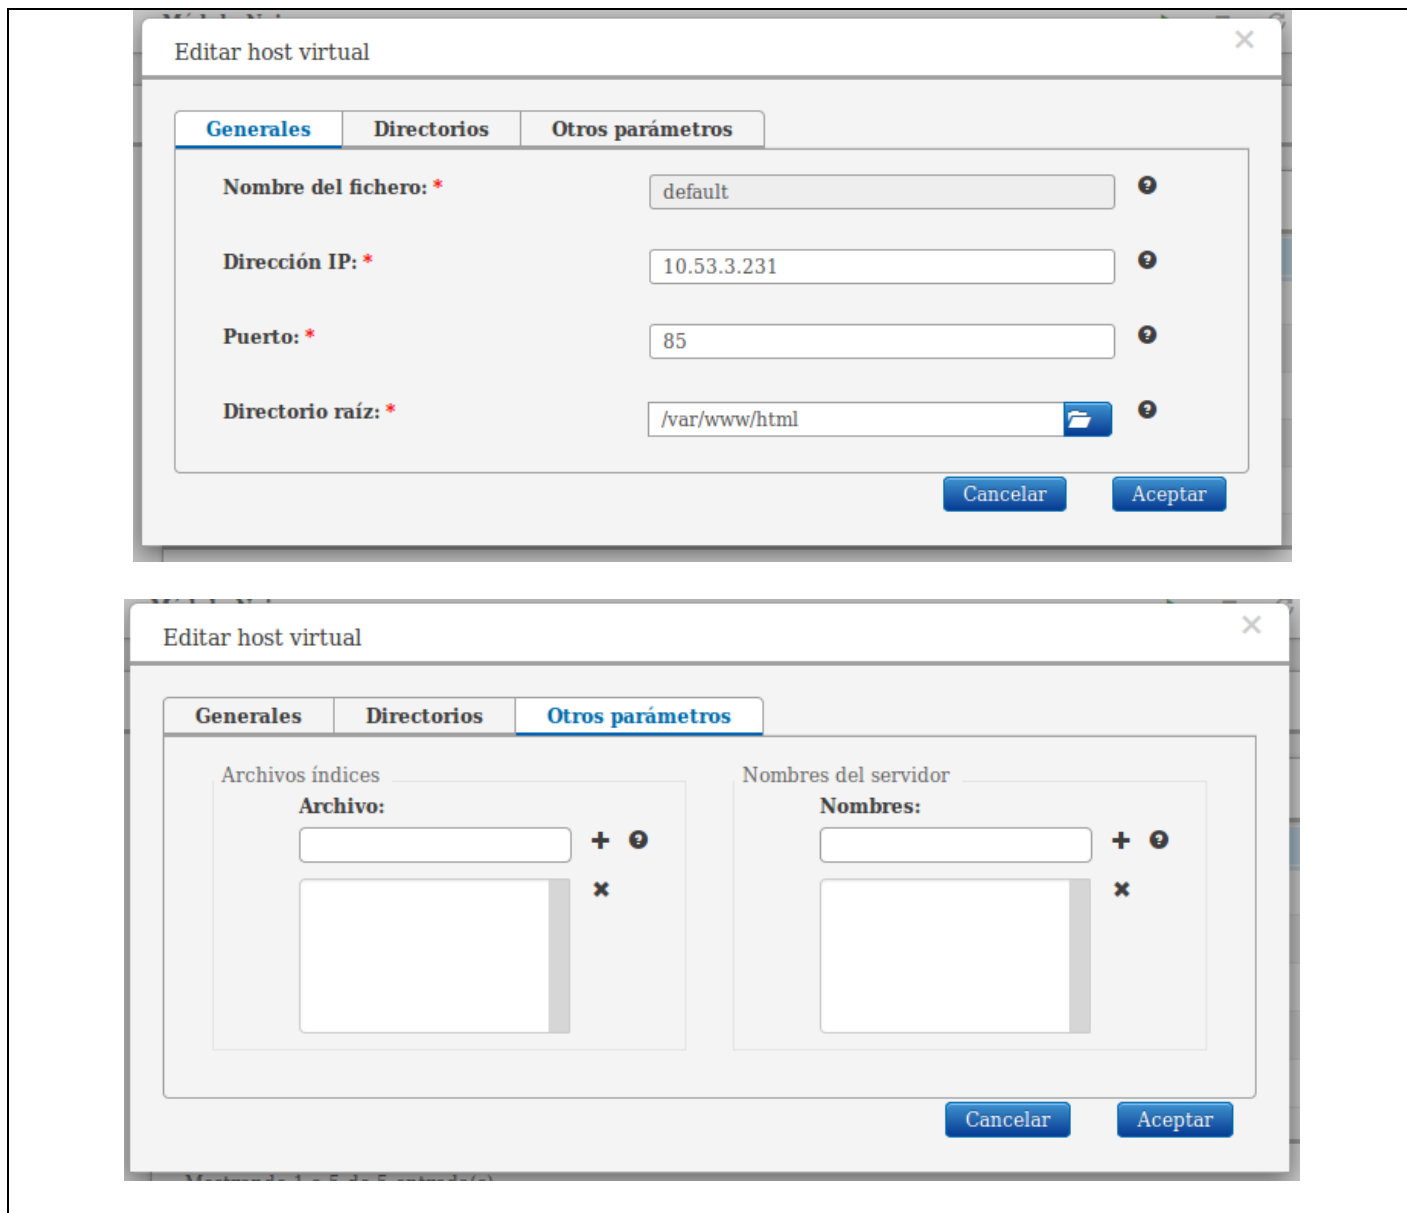 Editar host virtual
Generales Directorios Otros parámetros
Nombre del fichero: * default
Dirección IP: * 10.53.3.231
Puerto: * 85
Directorio raíz: * /var/www/html
Cancelar Aceptar
Editar host virtual
Generales Directorios Otros parámetros
Archivos índices Nombres del servidor
Archivo: Nombres:
Cancelar Aceptar